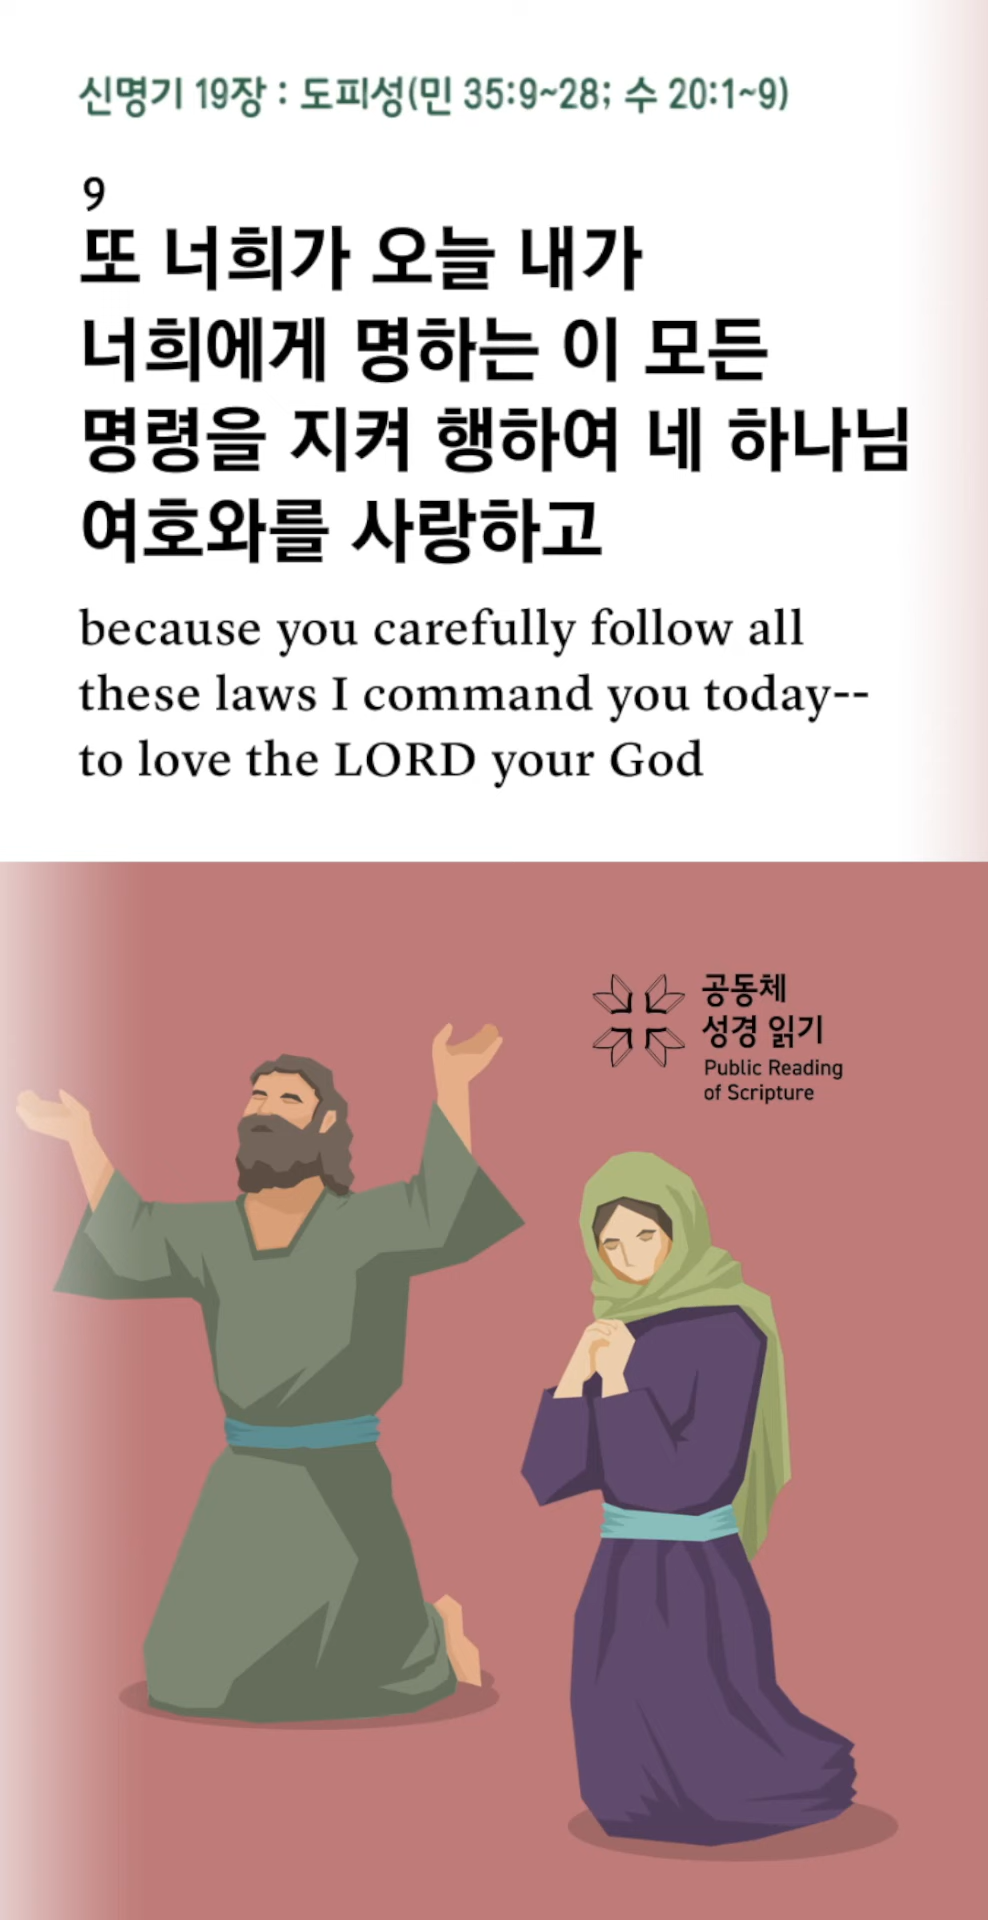 신명기 19장 : 도피성(민 35:9~28; 수 20:1~9)
9
또 너희가 오늘 내가
너희에게 명하는 이 모든
명령을 지켜 행하여 네 하나님
여호와를 사랑하고
because you carefully follow all
these laws I command you today--
to love the LORD your God
공동체
성경 읽기
Public Reading
of Scripture